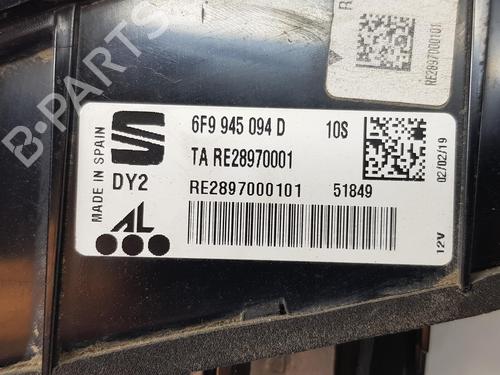 RE2897000101
6F9 945 094 D 10S
TA RE28970001
RE2897000101 51849
MADE IN SPAIN
DY2
AL
02/02/19
12V
B-PARTS